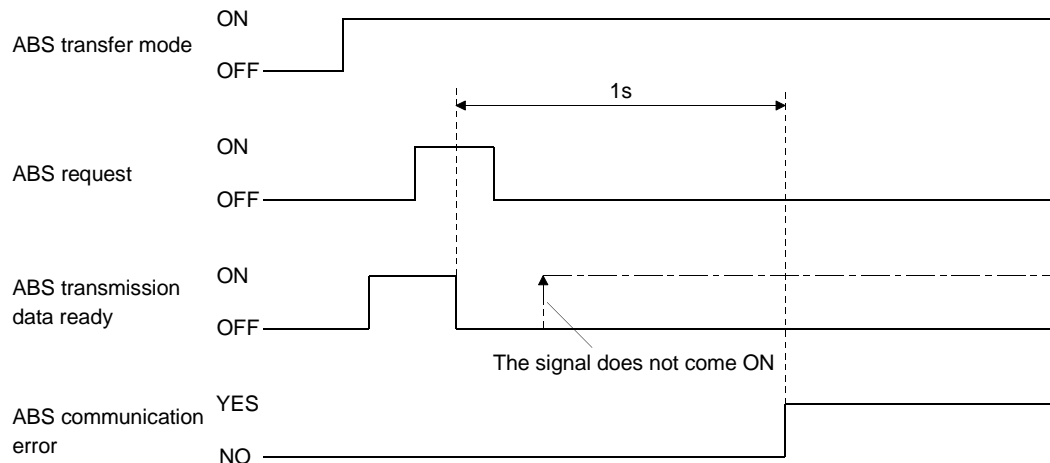 ON
ABS transfer mode
OFF
1s
ON
ABS request
OFF
ON
ABS transmission
data ready
OFF
The signal does not come ON
YES
ABS communication
error
NO